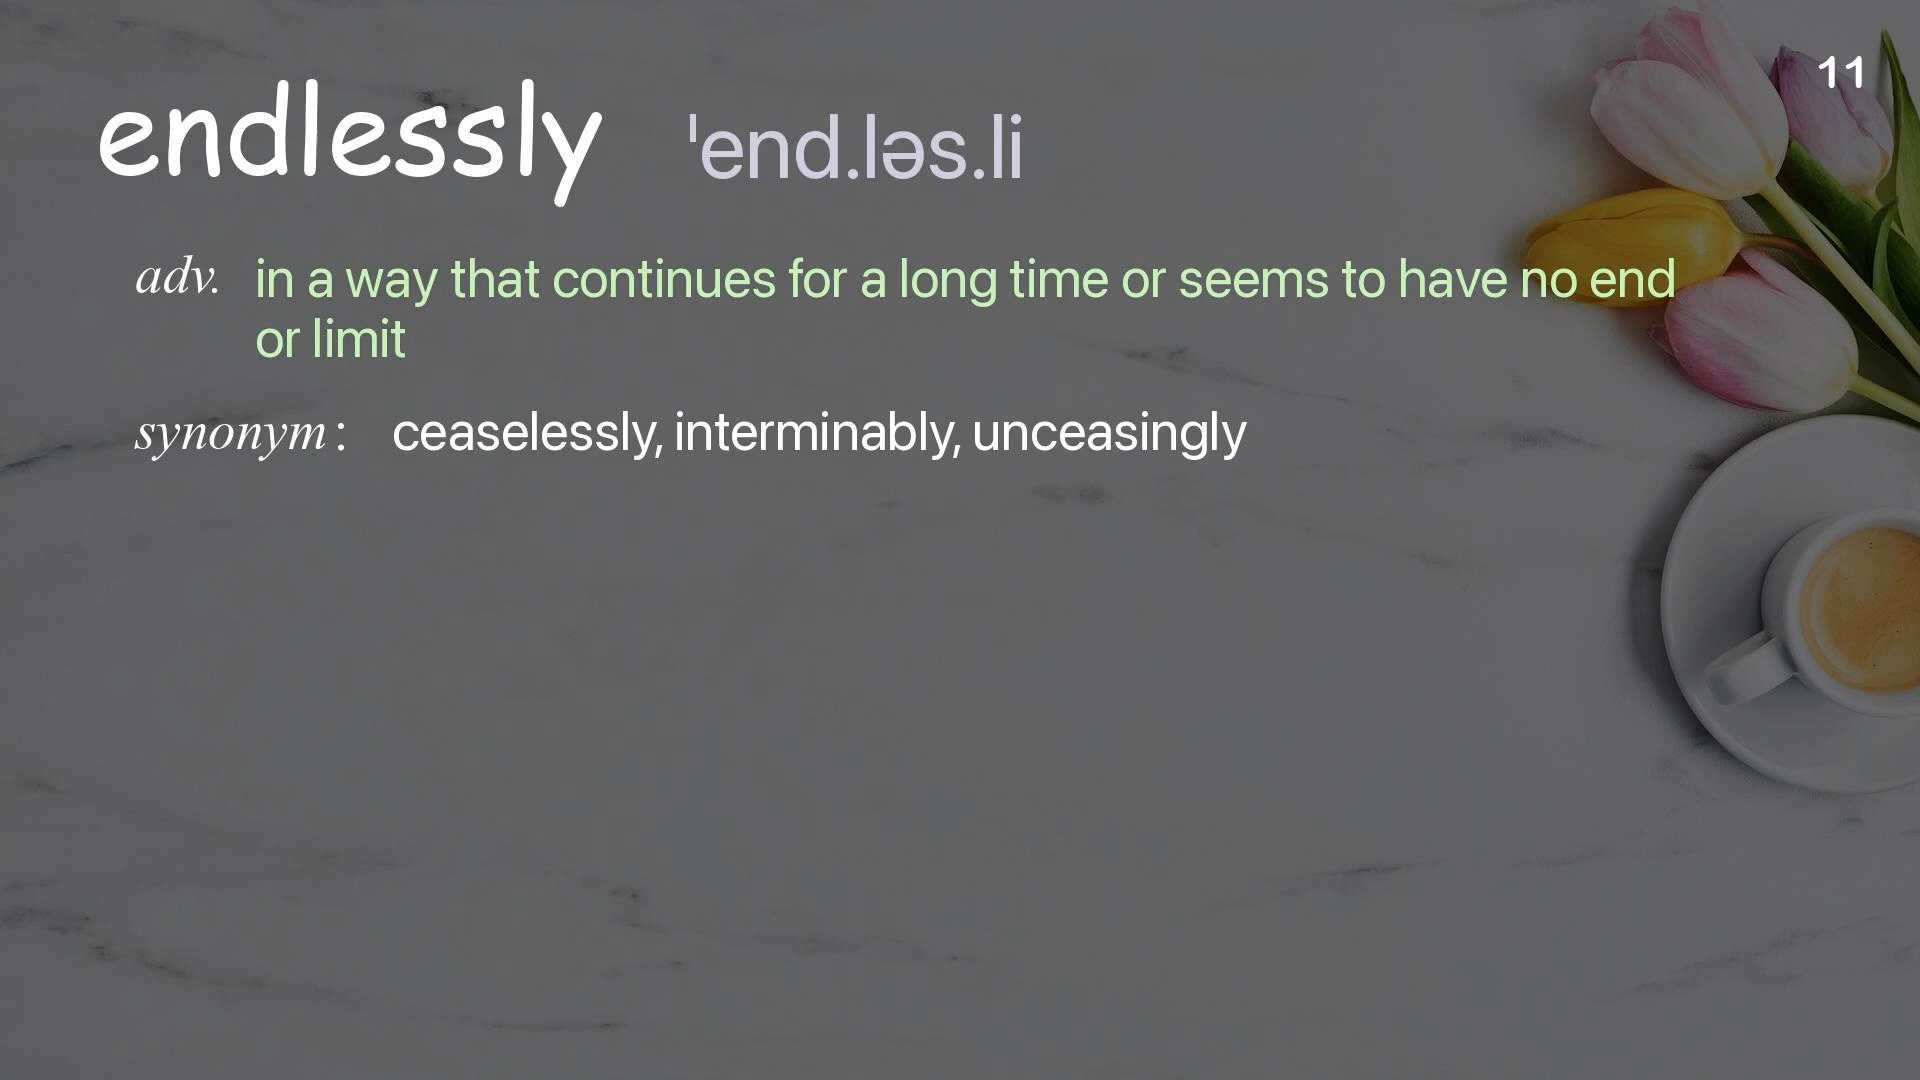 11
endlessly ˈend.ləs.li
adv. in a way that continues for a long time or seems to have no end
or limit
synonym: ceaselessly, interminably, unceasingly